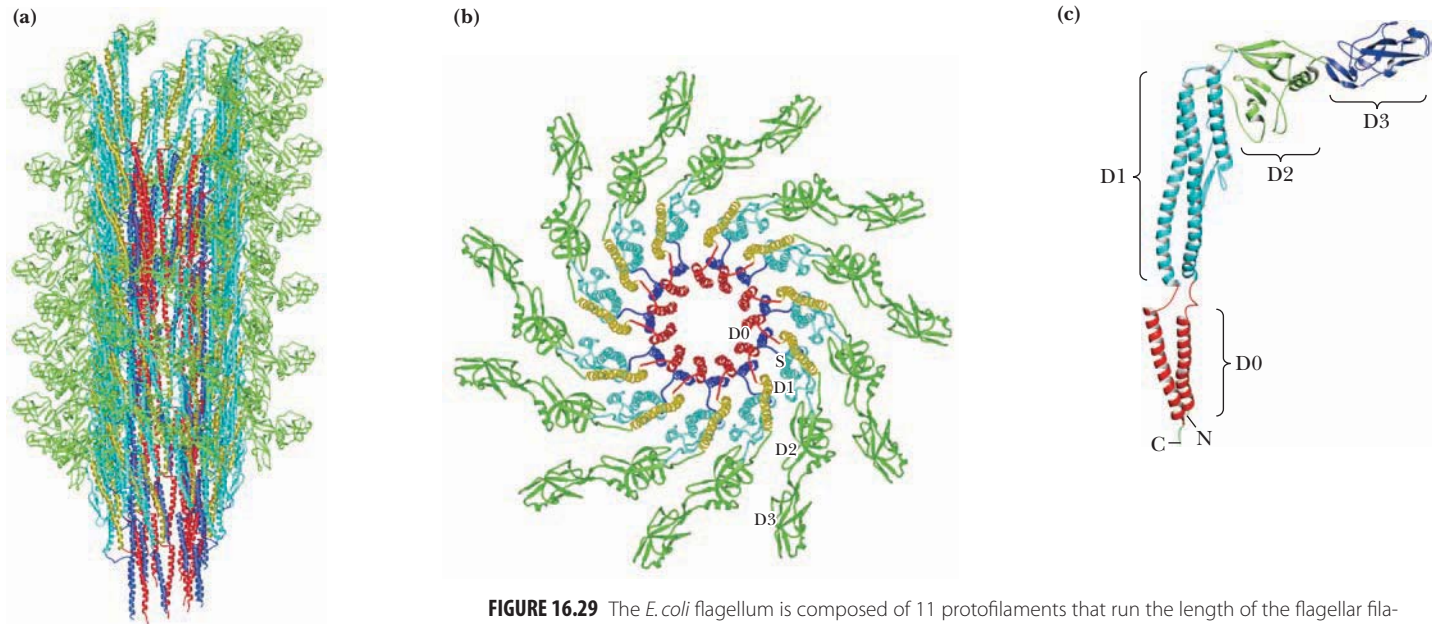 (a)
(b)
(c)
D3
D1
D2
D0
S
D1
D0
D2
C
N
D3
FIGURE 16.29 The E. coli flagellum is composed of 11 protofilaments that run the length of the flagellar fila-